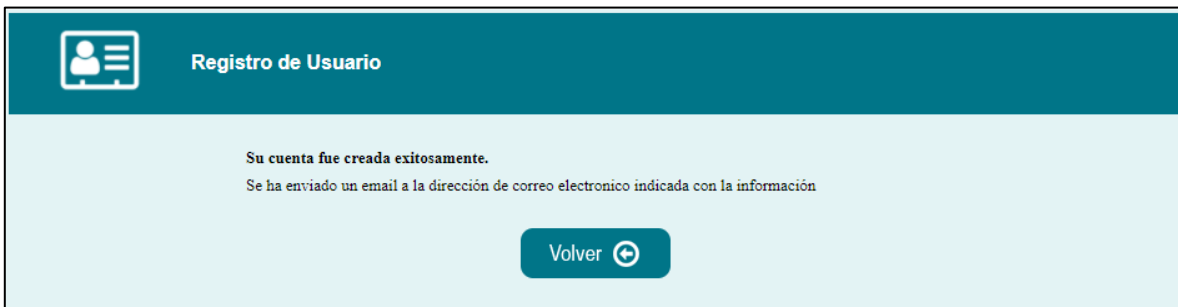 Registro de Usuario
Su cuenta fue creada exitosamente.
Se ha enviado un email a la dirección de correo electronico indicada con la información
Volver